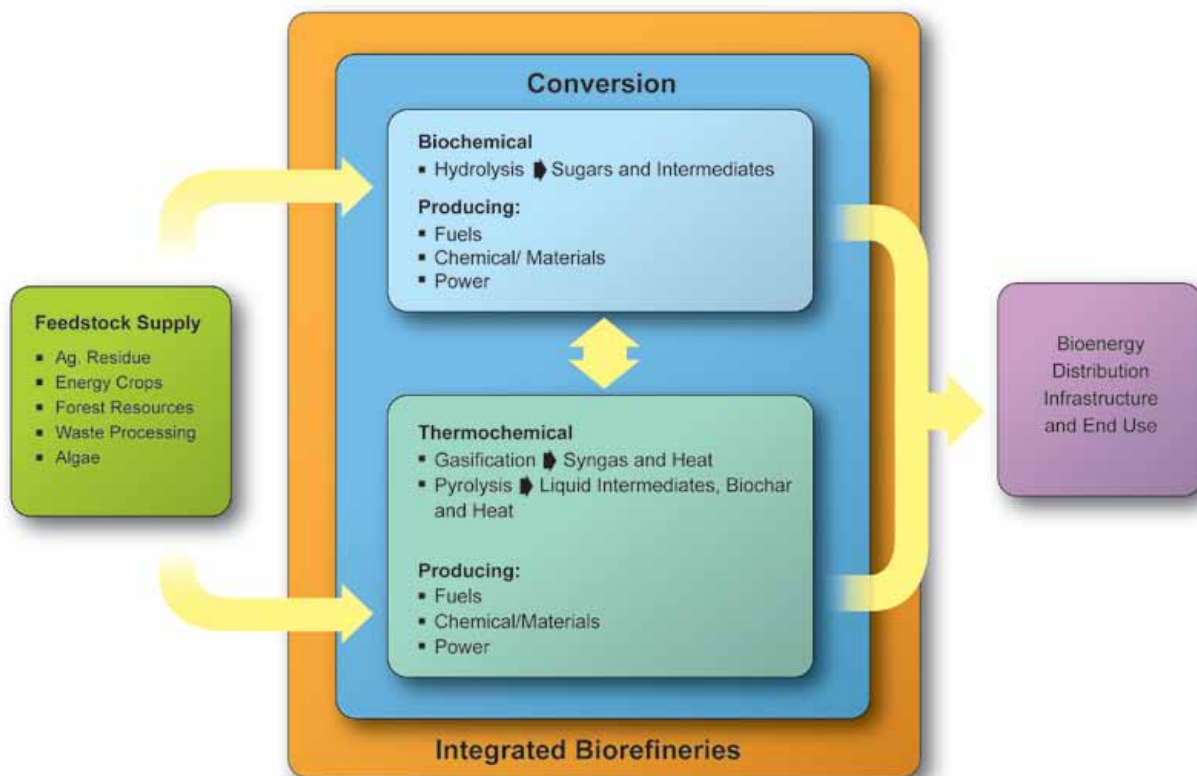 Feedstock Supply
▪ Ag. Residue
▪ Energy Crops
▪ Forest Resources
▪ Waste Processing
▪ Algae
Conversion
Biochemical
▪ Hydrolysis ➡ Sugars and Intermediates
Producing:
▪ Fuels
▪ Chemical/ Materials
▪ Power
Thermochemical
▪ Gasification ➡ Syngas and Heat
▪ Pyrolysis ➡ Liquid Intermediates, Biochar
and Heat
Producing:
▪ Fuels
▪ Chemical/Materials
▪ Power
Integrated Biorefineries
Bioenergy
Distribution
Infrastructure
and End Use